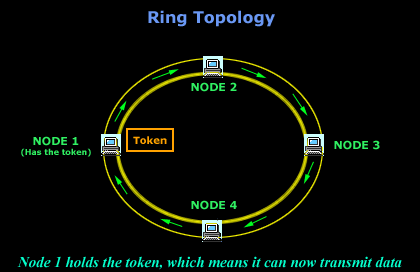 Ring Topology
NODE 2
NODE 1
(Has the token)
Token
NODE 3
NODE 4
Node 1 holds the token, which means it can now transmit data